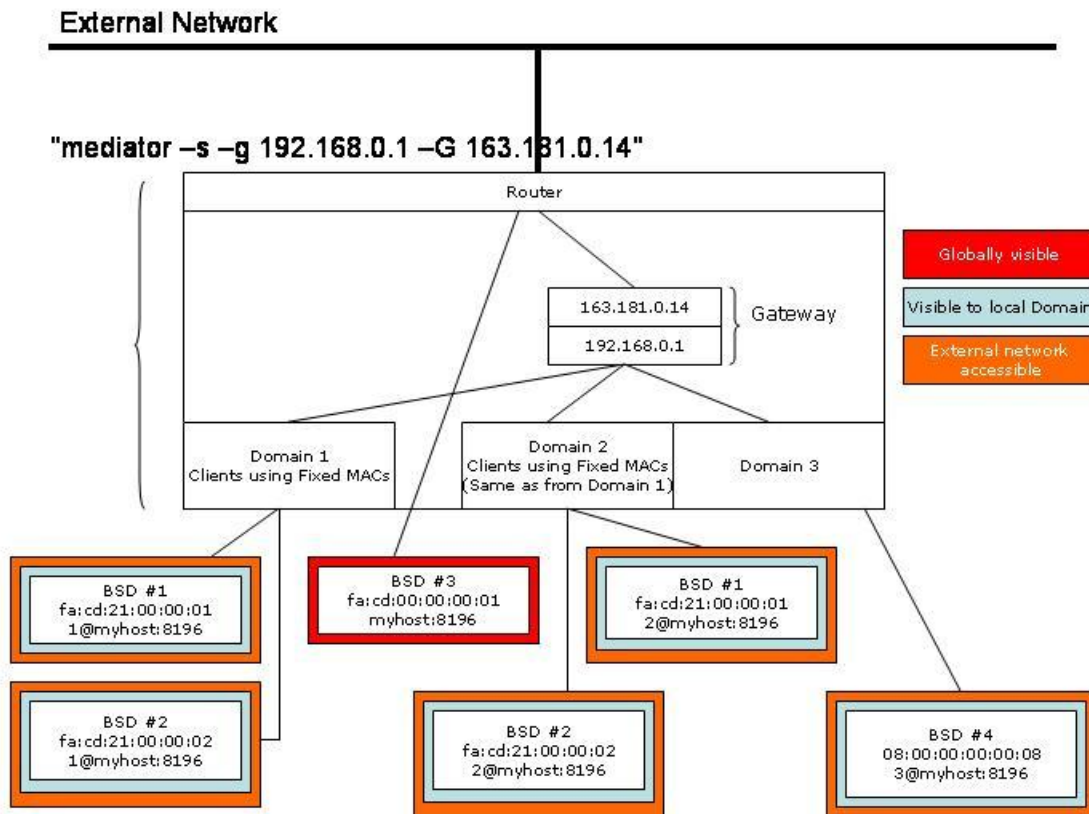 External Network
"mediator –s –g 192.168.0.1 –G 163.181.0.14"
Router
Globally visible
Visible to local Domain
External network
accessible
163.181.0.14
192.168.0.1
Gateway
Domain 1
Clients using Fixed MACs
Domain 2
Clients using Fixed MACs
(Same as from Domain 1)
Domain 3
BSD #1
fa:cd:21:00:00:01
1@myhost:8196
BSD #3
fa:cd:00:00:00:01
myhost:8196
BSD #1
fa:cd:21:00:00:01
2@myhost:8196
BSD #2
fa:cd:21:00:00:02
1@myhost:8196
BSD #2
fa:cd:21:00:00:02
2@myhost:8196
BSD #4
08:00:00:00:00:08
3@myhost:8196